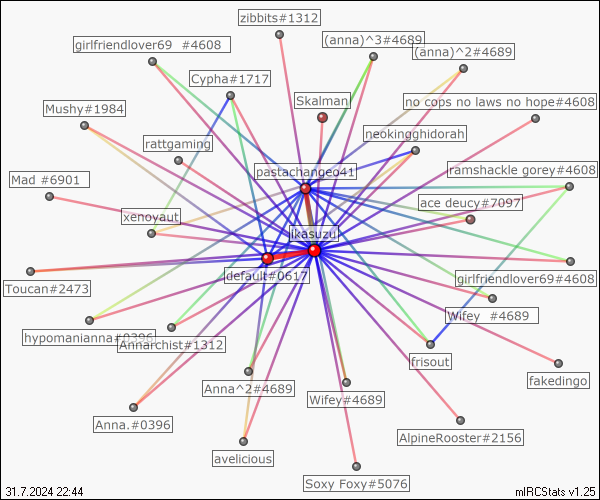 zibbits#1312
girlfriendlover69 #4608
(anna)^3#4689
(anna)^2#4689
Cypha#1717
Skalman
no cops no laws no hope#4608
Mushy#1984
neokingghidorah
rattgaming
pastachangeo41
ramshackle gorey#4608
Mad #6901
ace deucy#7097
xenoyaut
ikasuzu
default#0617
girlfriendlover69#4608
Toucan#2473
Wifey #4689
hypomanianna#0396
Annarchist#1312
frisout
fakedingo
Anna^2#4689
Wifey#4689
Anna.#0396
AlpineRooster#2156
avelicious
Soxy Foxy#5076
31.7.2024 22:44
mIRCStats v1.25